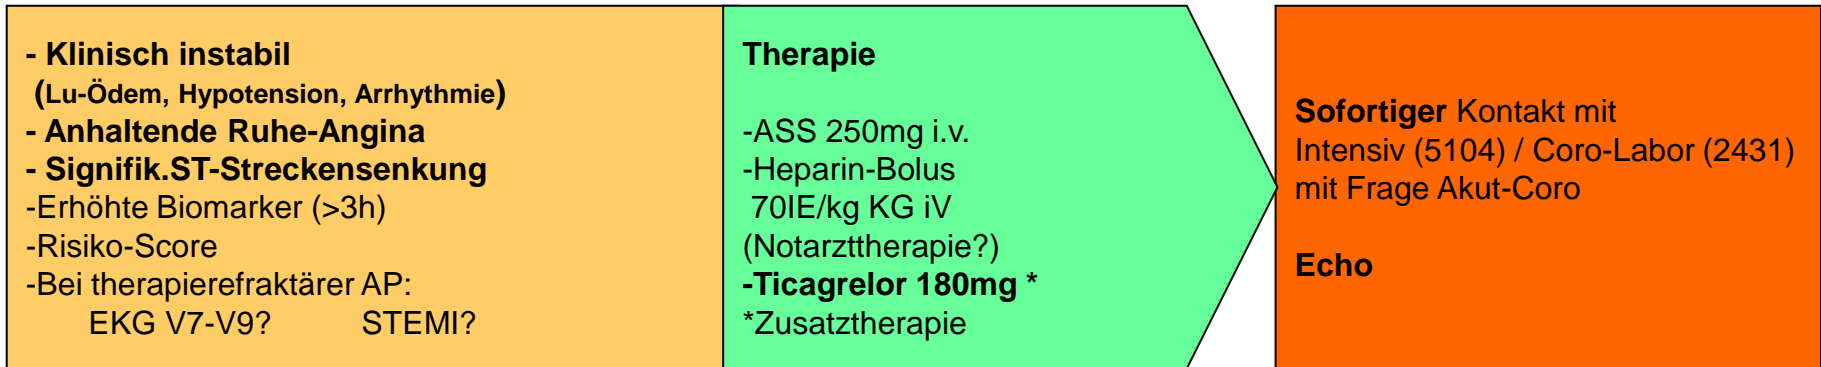 - Klinisch instabil
(Lu-Ödem, Hypotension, Arrhythmie)
- Anhaltende Ruhe-Angina
- Signifik.ST-Streckensenkung
-Erhöhte Biomarker (>3h)
-Risiko-Score
-Bei therapierefraktärer AP:
EKG V7-V9? STEMI?
Therapie
-ASS 250mg i.v.
-Heparin-Bolus
70IE/kg KG iV
(Notarzttherapie?)
-Ticagrelor 180mg *
*Zusatztherapie
Sofortiger Kontakt mit
Intensiv (5104) / Coro-Labor (2431)
mit Frage Akut-Coro
Echo